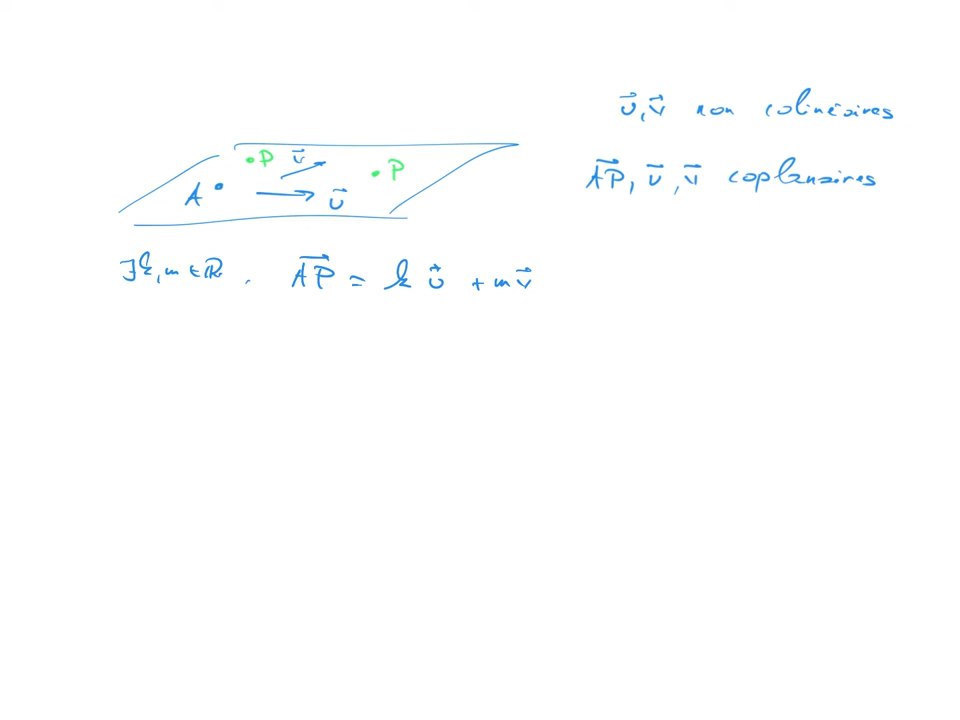 u⃗, v⃗ non colinéaires
AP⃗, u⃗, v⃗ coplanaires
P v⃗ P
A u⃗
∃ k, m ∈ ℝ, AP⃗ = k u⃗ + m v⃗